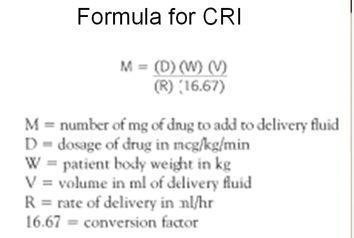 Formula for CRI
M = (D) (W) (V)
(R) (16.67)
M = number of mg of drug to add to delivery fluid
D = dosage of drug in mcg/kg/min
W = patient body weight in kg
V = volume in ml of delivery fluid
R = rate of delivery in ml/hr
16.67 = conversion factor